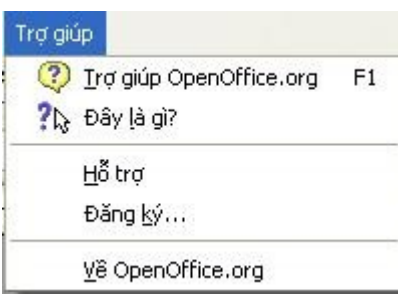 Trợ giúp
Trợ giúp OpenOffice.org F1
Đây là gì?
Hỗ trợ
Đăng ký...
Về OpenOffice.org